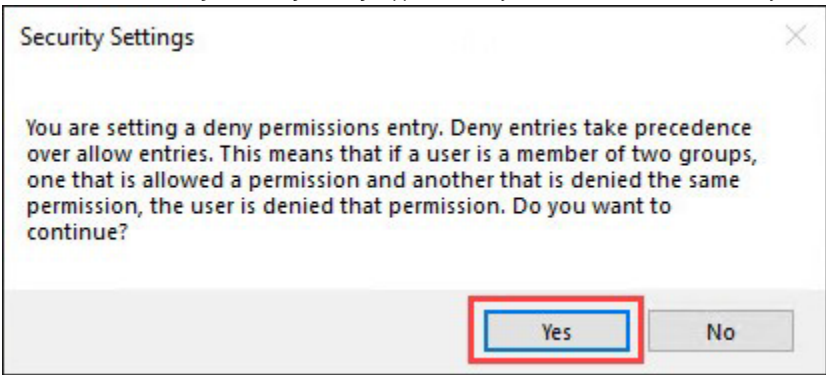 Security Settings
You are setting a deny permissions entry. Deny entries take precedence
over allow entries. This means that if a user is a member of two groups,
one that is allowed a permission and another that is denied the same
permission, the user is denied that permission. Do you want to
continue?
Yes No